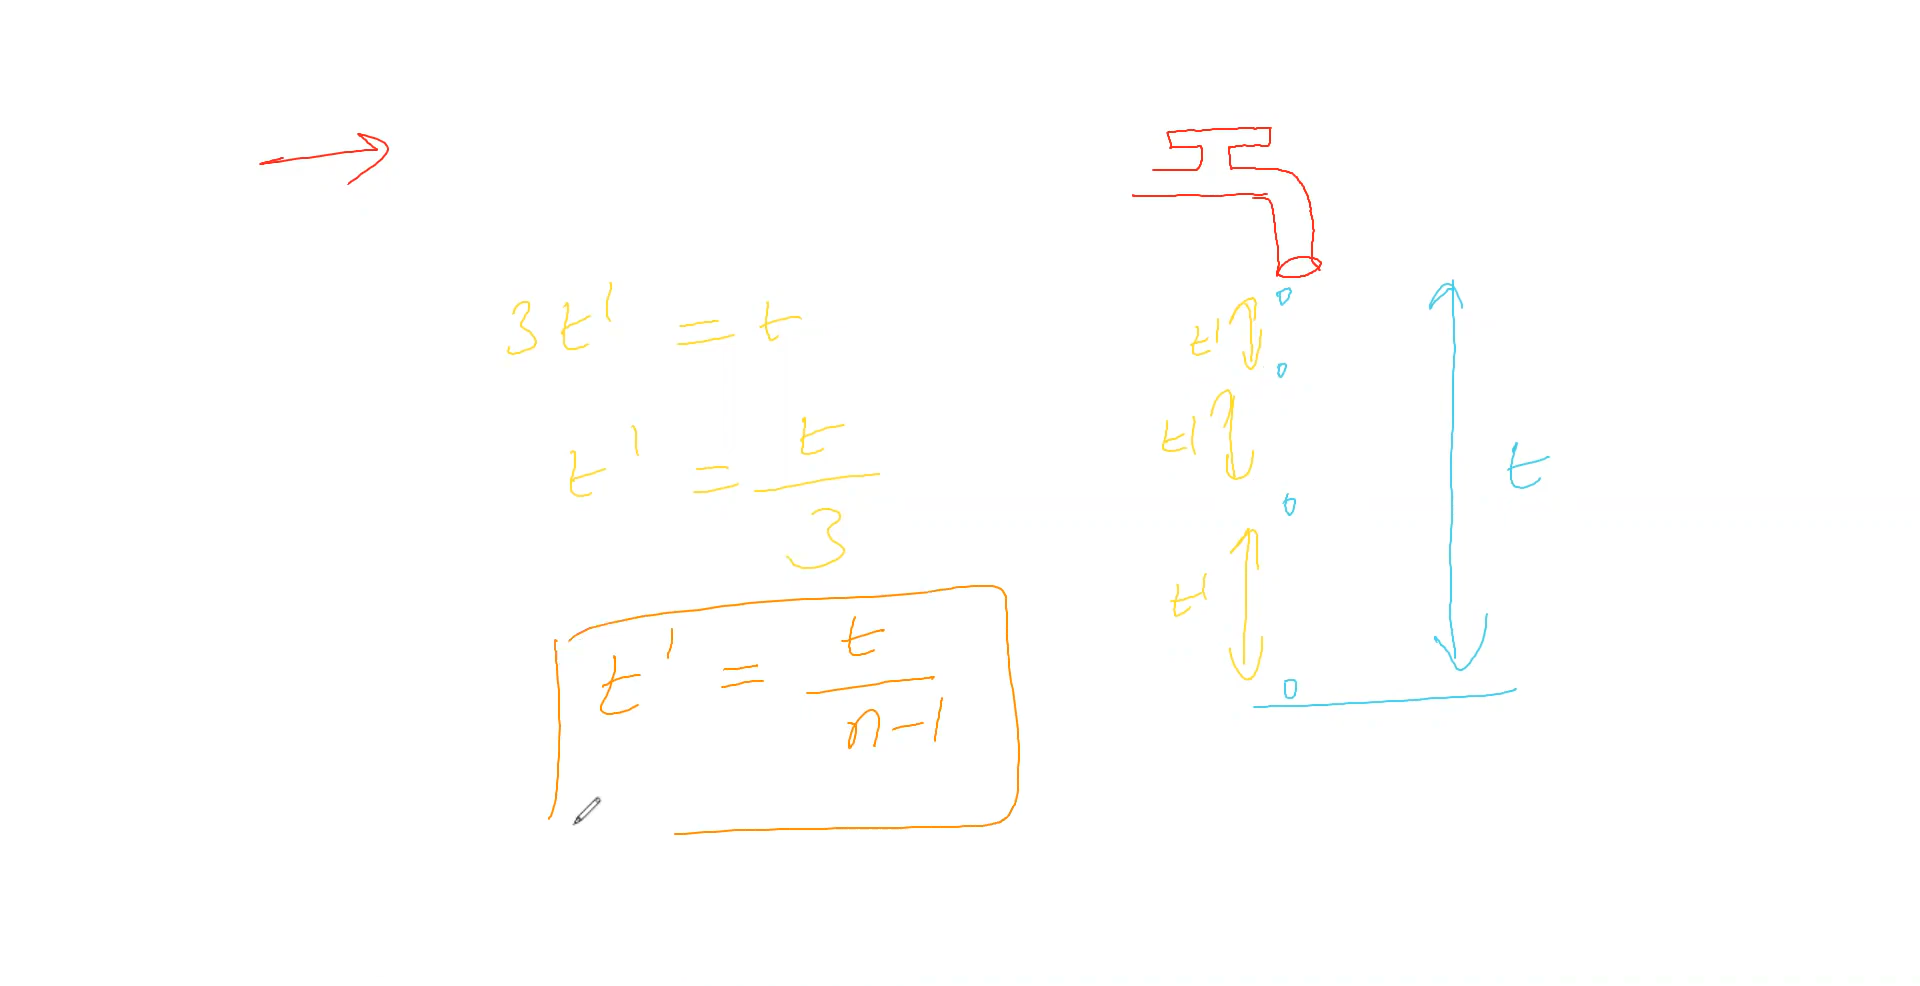 3t' = t
t' = t/3
t' = t/n-1
t'
t'
t'
t